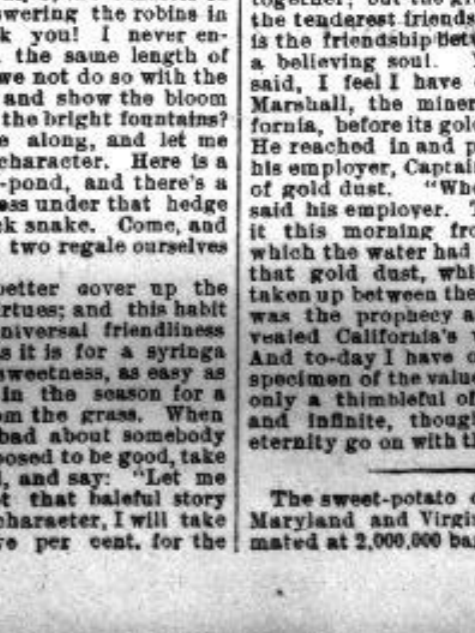 wering the robins in
k you! I never en-
the same length of
we not do so with the
and show the bloom
the bright fountains?
e along, and let me
character. Here is a
-pond, and there's a
ess under that hedge
ck snake. Come, and
two regale ourselves
better cover up the
irtues; and this habit
niversal friendliness
s it is for a syringa
sweetness, as easy as
in the season for a
om the grass. When
bad about somebody
posed to be good, take
, and say: "Let me
t that baleful story
character, I will take
ve per cent. for the
the tenderest friends
is the friendship betw
a believing soul.
said, I feel I have
Marshall, the miner
fornia, before its gol
He reached in and p
his employer, Captai
of gold dust. "Wh
said his employer.
it this morning fro
which the water had
that gold dust, whi
taken up between the
was the prophecy a
vealed California's
And to-day I have
specimen of the value
only a thimbleful of
and infinite, though
eternity go on with th
The sweet-potato
Maryland and Virgin
mated at 2,000,000 ba